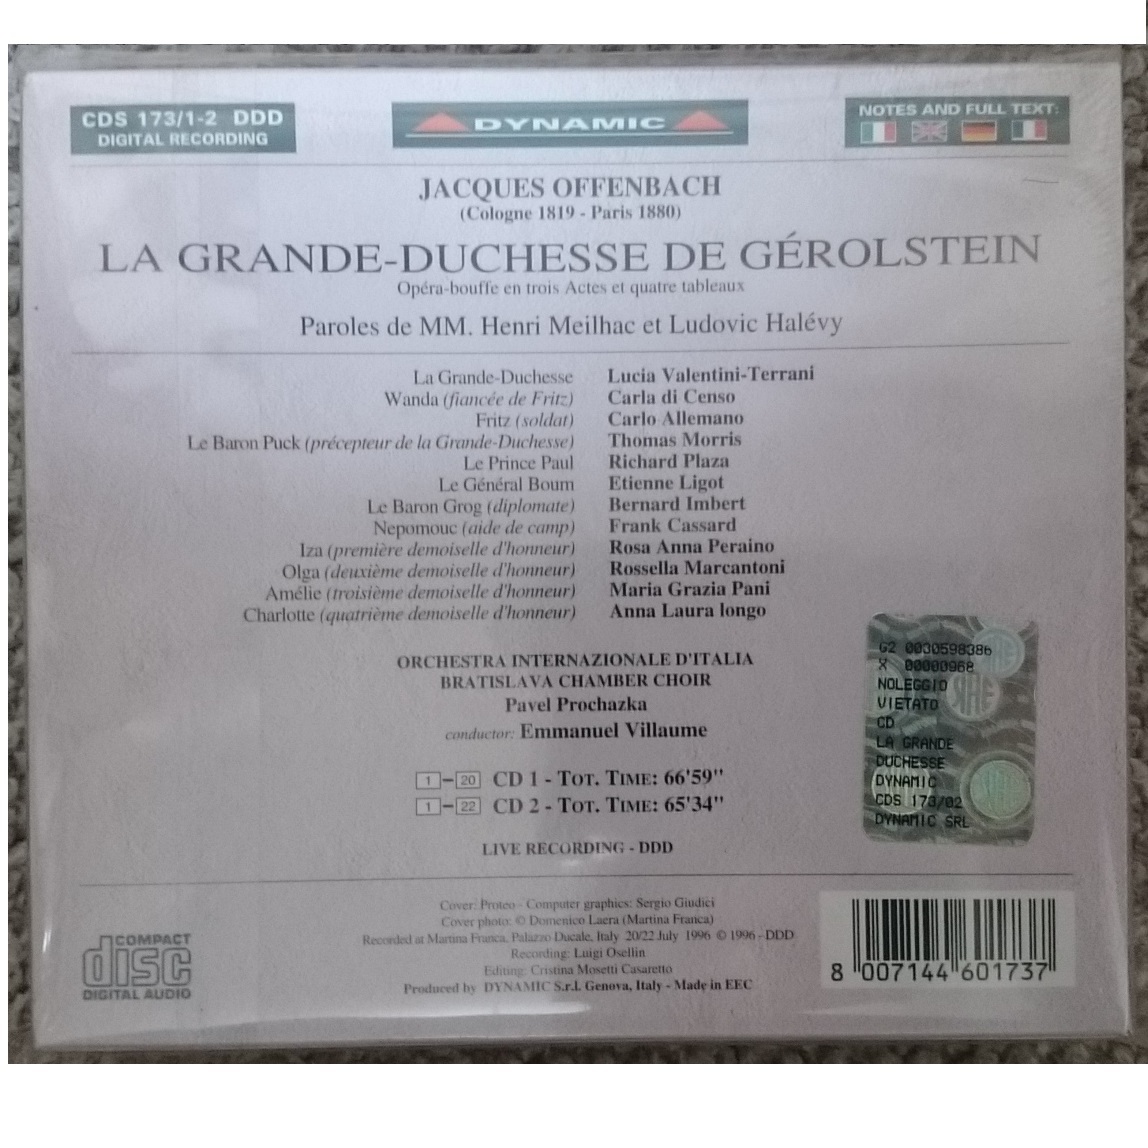 CDS 173/1-2 DDD
DIGITAL RECORDING
DYNAMIC
NOTES AND FULL TEXT:
JACQUES OFFENBACH
(Cologne 1819 - Paris 1880)
LA GRANDE-DUCHESSE DE GÉROLSTEIN
Opéra-bouffe en trois Actes et quatre tableaux
Paroles de MM. Henri Meilhac et Ludovic Halévy
La Grande-Duchesse Lucia Valentini-Terrani
Wanda (fiancée de Fritz) Carla di Censo
Fritz (soldat) Carlo Allemano
Le Baron Puck (précepteur de la Grande-Duchesse) Thomas Morris
Le Prince Paul Richard Plaza
Le Général Boum Etienne Ligot
Le Baron Grog (diplomate) Bernard Imbert
Nepomouc (aide de camp) Frank Cassard
Iza (première demoiselle d'honneur) Rosa Anna Peraino
Olga (deuxième demoiselle d'honneur) Rossella Marcantoni
Amélie (troisième demoiselle d'honneur) Maria Grazia Pani
Charlotte (quatrième demoiselle d'honneur) Anna Laura longo
ORCHESTRA INTERNAZIONALE D'ITALIA
BRATISLAVA CHAMBER CHOIR
Pavel Prochazka
conductor: Emmanuel Villaume
1-20 CD 1 - TOT. TIME: 66'59"
1-22 CD 2 - TOT. TIME: 65'34"
LIVE RECORDING - DDD
G2 003059838b
X 00000968
NOLEGGIO
VIETATO
CD
LA GRANDE
DUCHESSE
DYNAMIC
CDS 173/02
DYNAMIC SRL
Cover: Proteo - Computer graphics: Sergio Giudici
Cover photo: © Domenico Laera (Martina Franca)
Recorded at Martina Franca, Palazzo Ducale, Italy 20/22 July 1996 © 1996 - DDD
Recording: Luigi Osellin
Editing: Cristina Mosetti Casaretto
Produced by DYNAMIC S.r.l. Genova, Italy - Made in EEC
COMPACT
disc
DIGITAL AUDIO
8 007144 601737